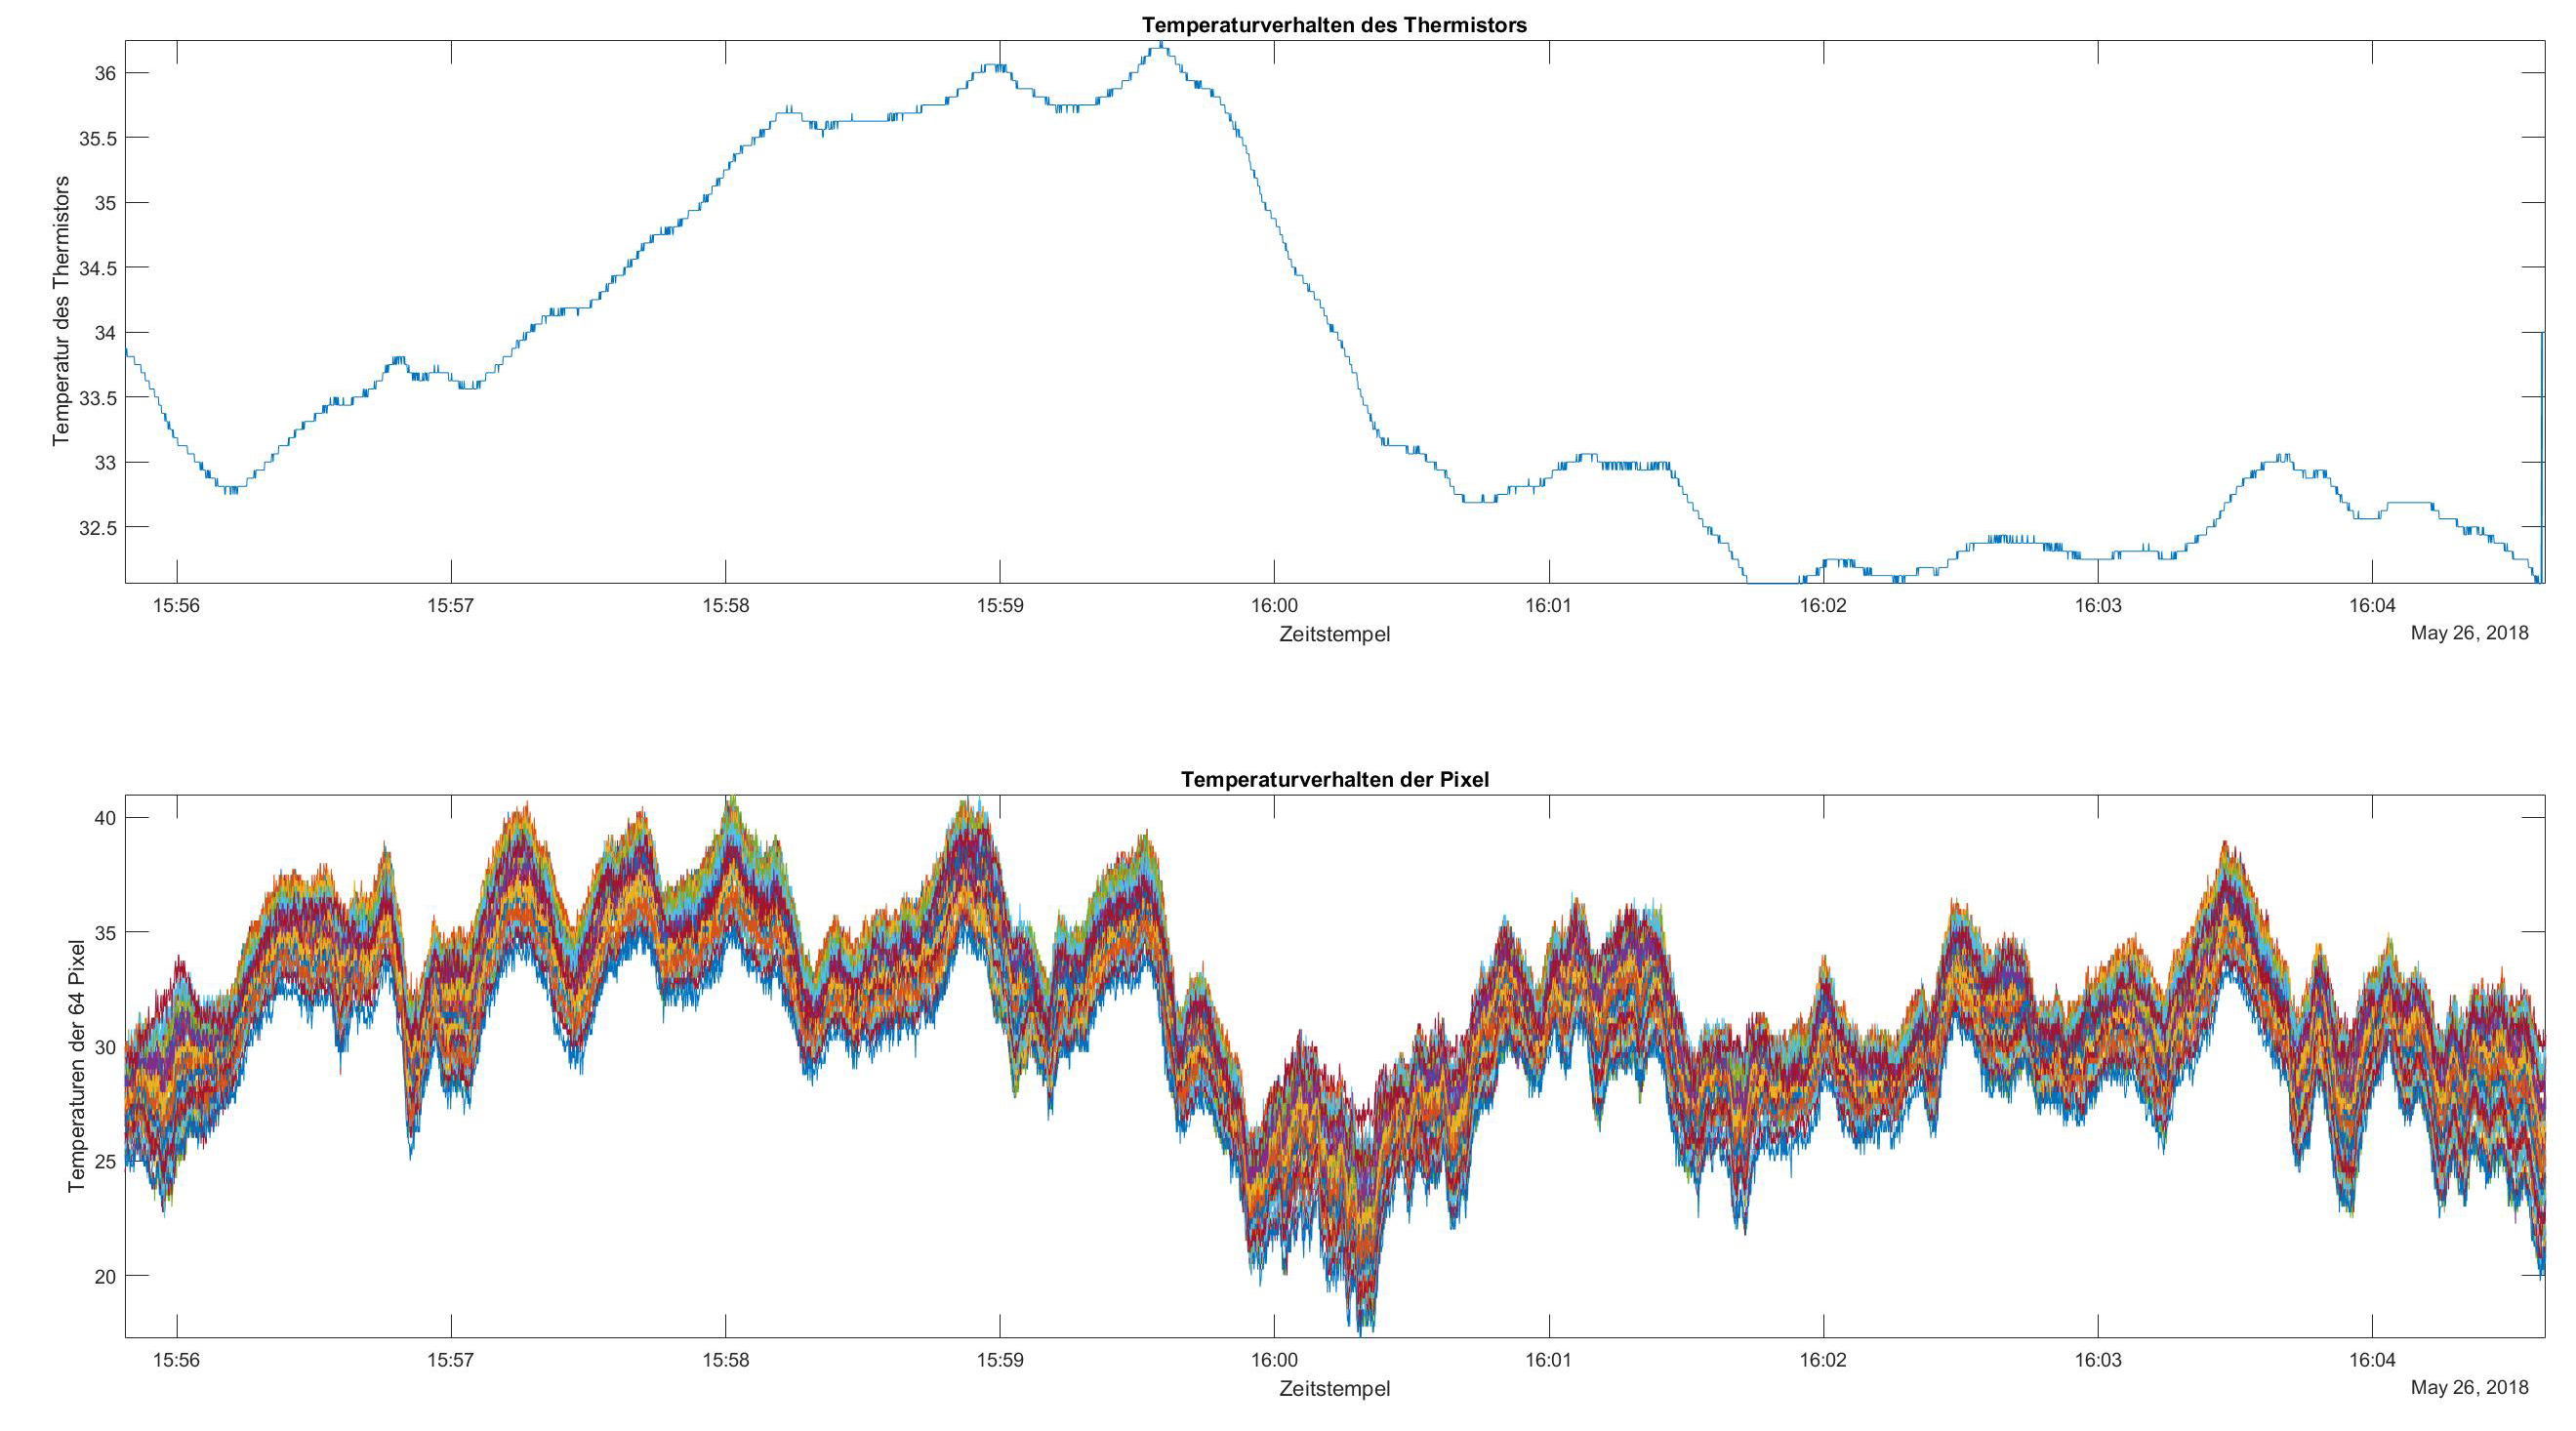 Temperaturverhalten des Thermistors
Temperatur des Thermistors
36
35.5
35
34.5
34
33.5
33
32.5
15:56 15:57 15:58 15:59 16:00 16:01 16:02 16:03 16:04
Zeitstempel
May 26, 2018
Temperaturverhalten der Pixel
Temperaturen der 64 Pixel
40
35
30
25
20
15:56 15:57 15:58 15:59 16:00 16:01 16:02 16:03 16:04
Zeitstempel
May 26, 2018